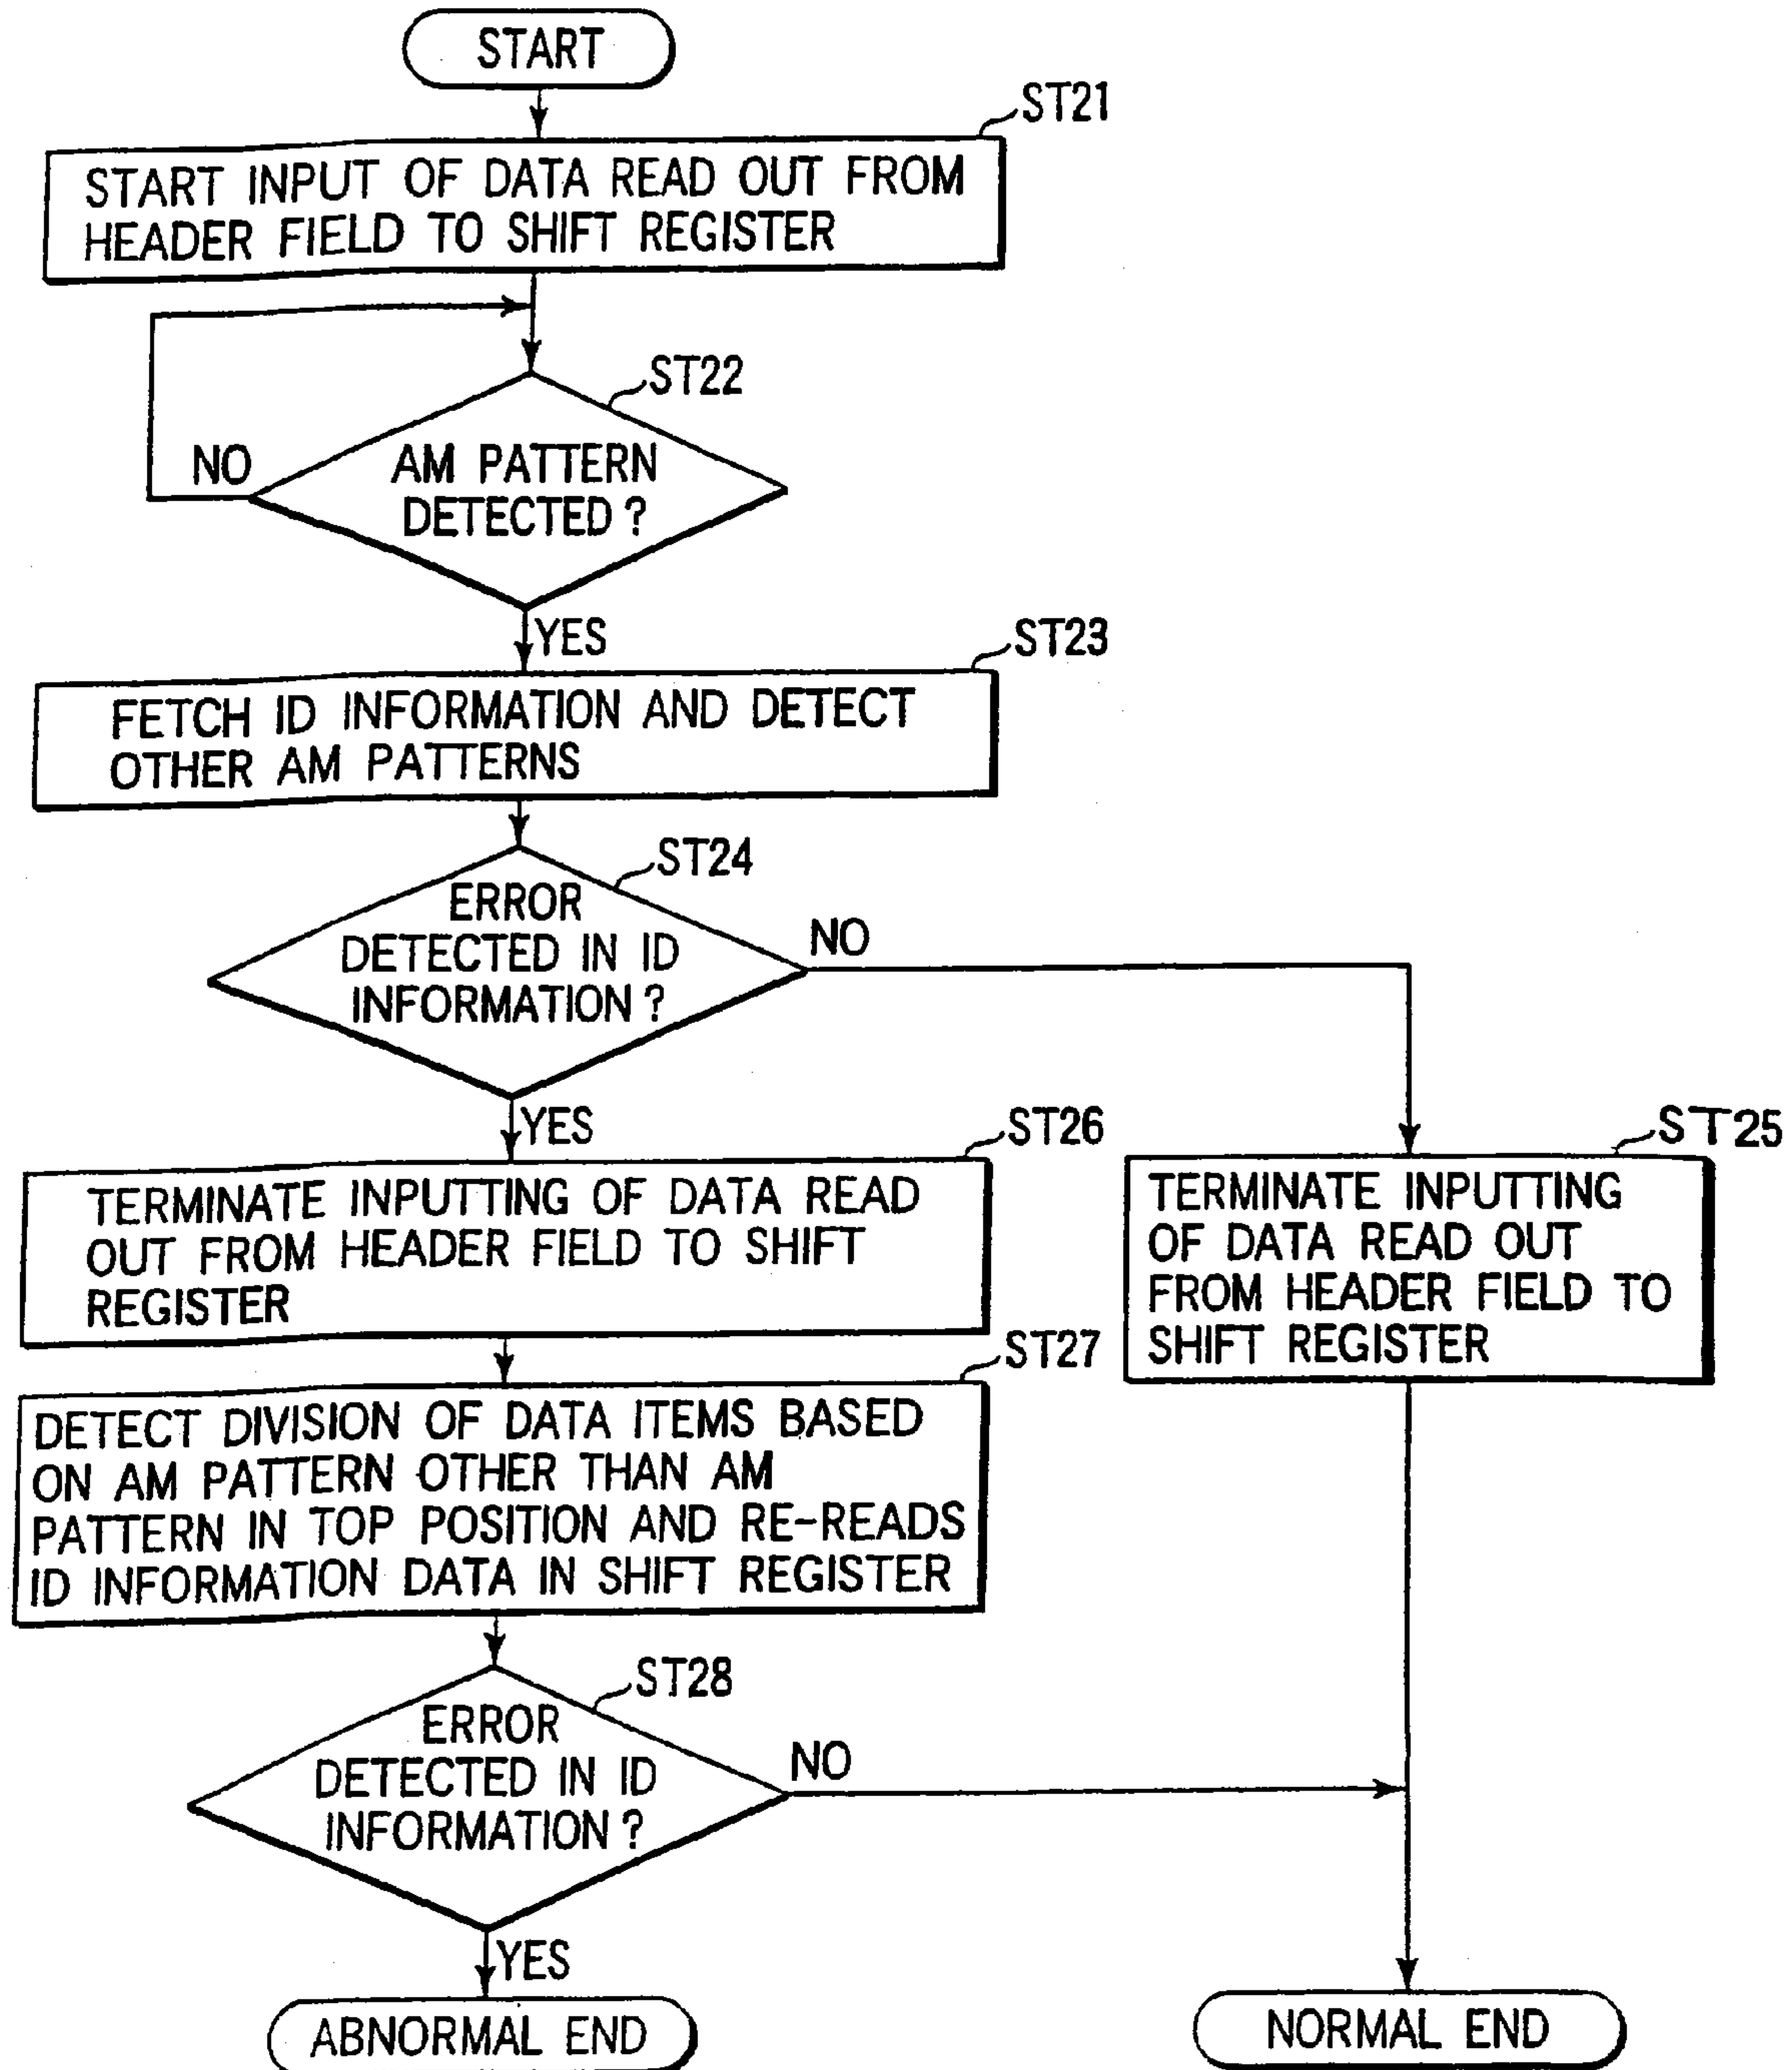 START
ST21
START INPUT OF DATA READ OUT FROM
HEADER FIELD TO SHIFT REGISTER
ST22
NO
AM PATTERN
DETECTED?
YES
ST23
FETCH ID INFORMATION AND DETECT
OTHER AM PATTERNS
ST24
ERROR
DETECTED IN ID
INFORMATION?
NO
YES
ST26
TERMINATE INPUTTING OF DATA READ
OUT FROM HEADER FIELD TO SHIFT
REGISTER
ST25
TERMINATE INPUTTING
OF DATA READ OUT
FROM HEADER FIELD TO
SHIFT REGISTER
ST27
DETECT DIVISION OF DATA ITEMS BASED
ON AM PATTERN OTHER THAN AM
PATTERN IN TOP POSITION AND RE-READS
ID INFORMATION DATA IN SHIFT REGISTER
ST28
ERROR
DETECTED IN ID
INFORMATION?
NO
YES
ABNORMAL END
NORMAL END